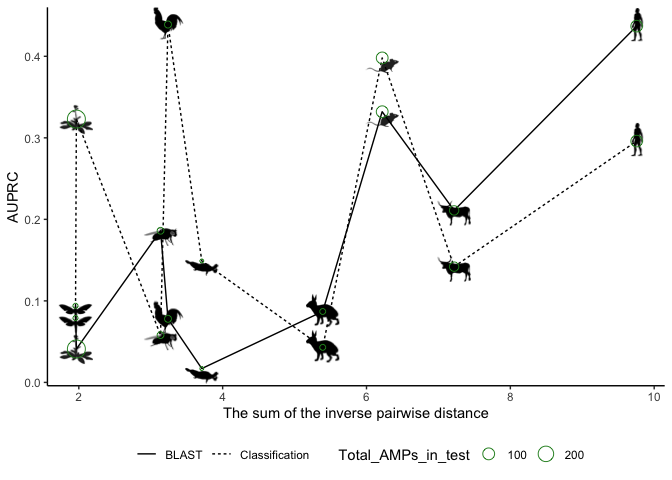 0.4
0.3
0.2
0.1
0.0
AUPRC
2 4 6 8 10
The sum of the inverse pairwise distance
BLAST Classification Total_AMPs_in_test 100 200